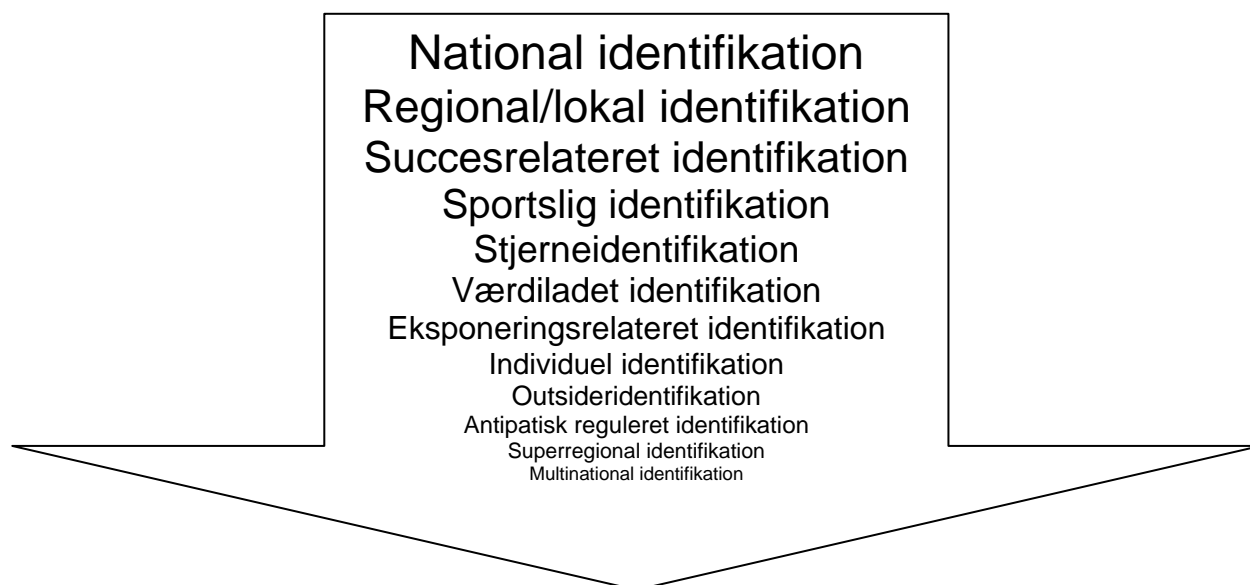 National identifikation
Regional/lokal identifikation
Succesrelateret identifikation
Sportslig identifikation
Stjerneidentifikation
Værdiladet identifikation
Eksponeringsrelateret identifikation
Individuel identifikation
Outsideridentifikation
Antipatisk reguleret identifikation
Superregional identifikation
Multinational identifikation